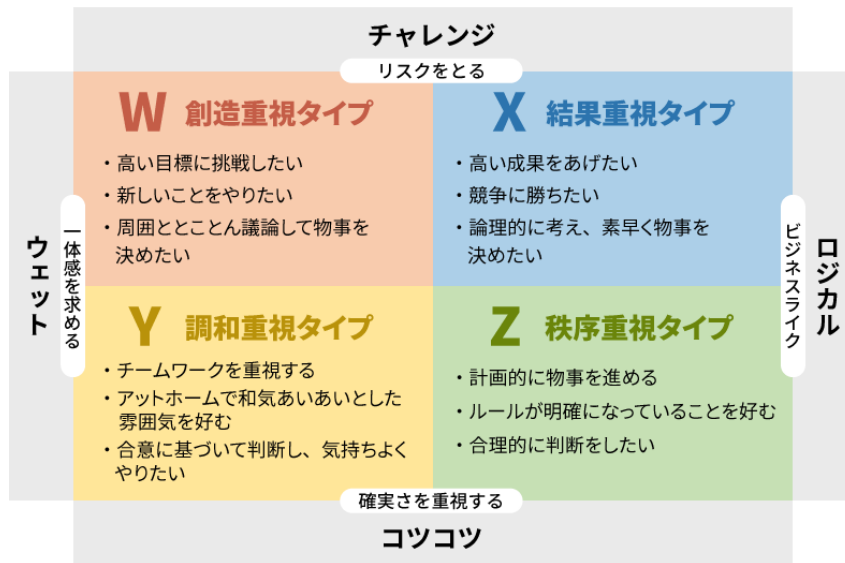 チャレンジ
リスクをとる
W 創造重視タイプ
・高い目標に挑戦したい
・新しいことをやりたい
・周囲ととことん議論して物事を
決めたい
X 結果重視タイプ
・高い成果をあげたい
・競争に勝ちたい
・論理的に考え、素早く物事を
決めたい
ウェット
一体感を求める
ビジネスライク
ロジカル
Y 調和重視タイプ
・チームワークを重視する
・アットホームで和気あいあいとした
雰囲気を好む
・合意に基づいて判断し、気持ちよく
やりたい
Z 秩序重視タイプ
・計画的に物事を進める
・ルールが明確になっていることを好む
・合理的に判断をしたい
確実さを重視する
コツコツ